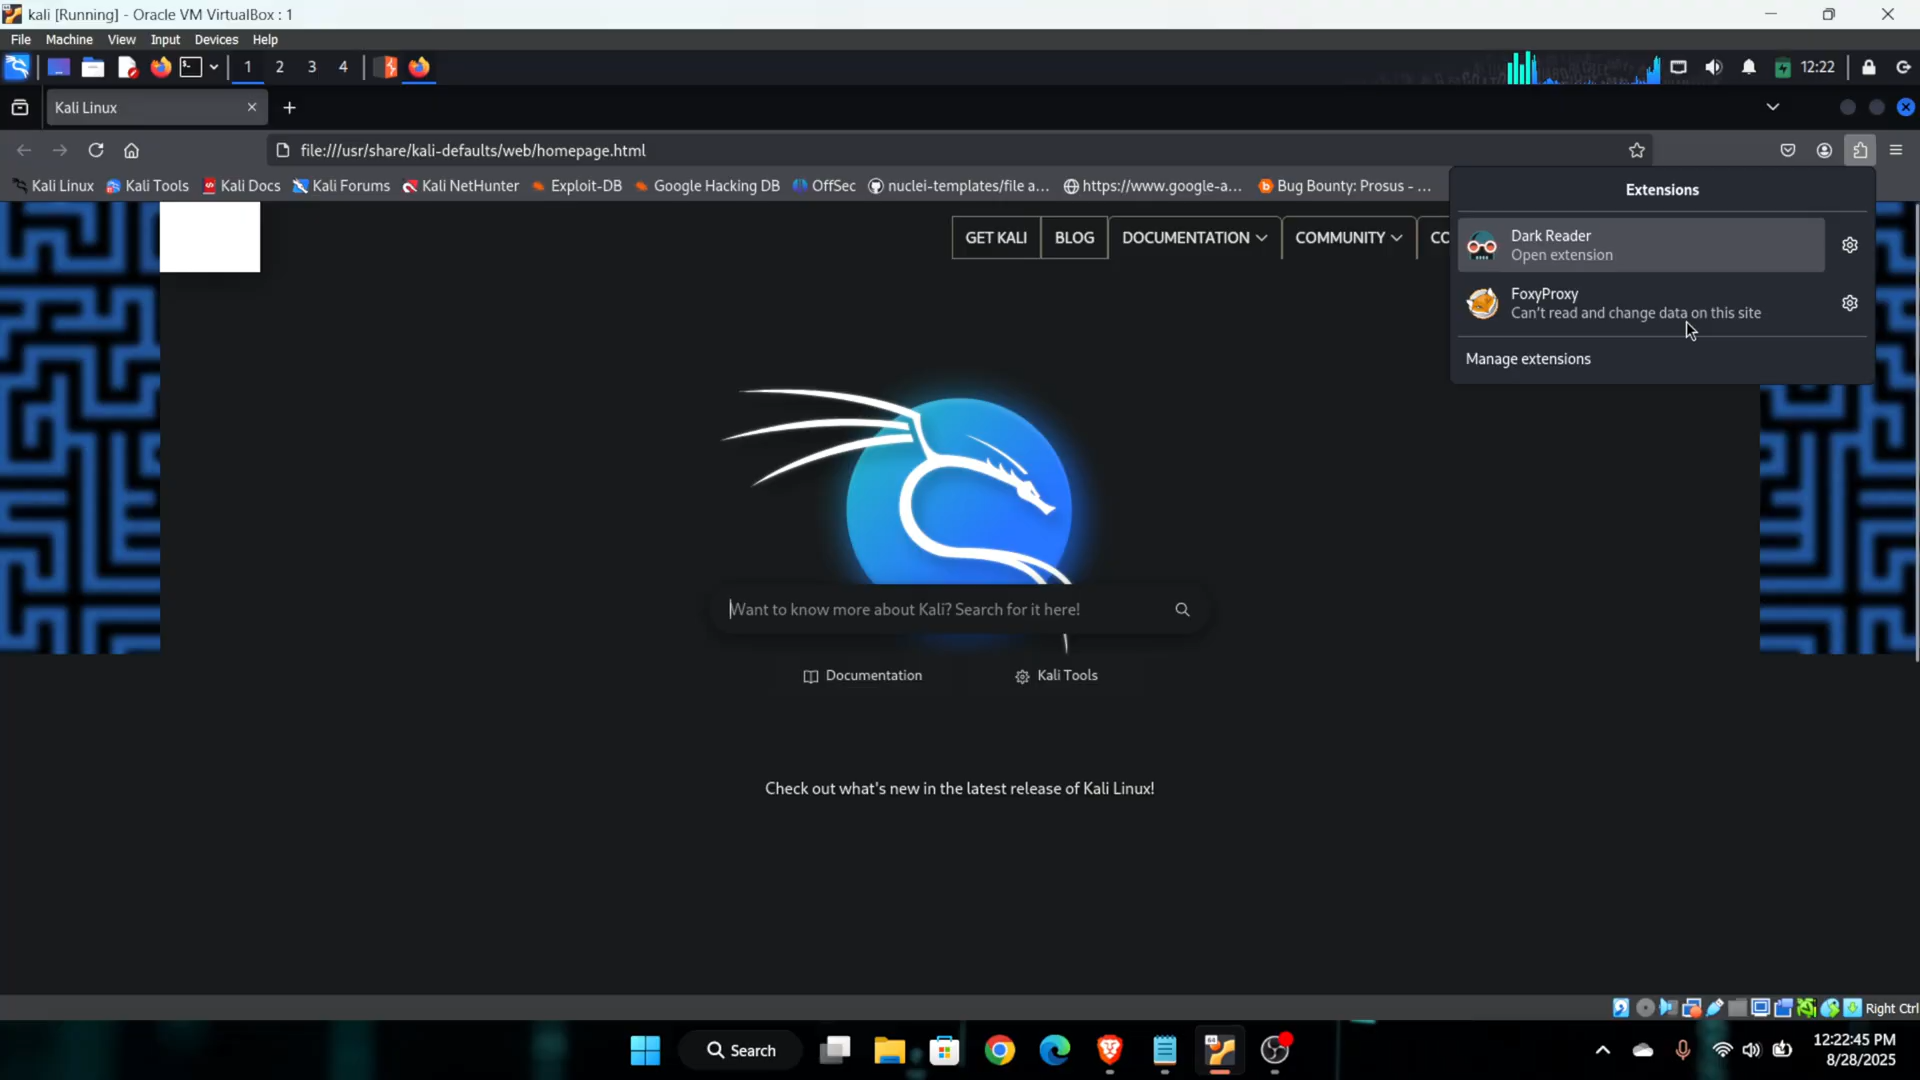 kali [Running] - Oracle VM VirtualBox : 1
File Machine View Input Devices Help
1 2 3 4
12:22
Kali Linux
file:///usr/share/kali-defaults/web/homepage.html
Kali Linux Kali Tools Kali Docs Kali Forums Kali NetHunter Exploit-DB Google Hacking DB OffSec nuclei-templates/file a... https://www.google-a... Bug Bounty: Prosus - ...
Extensions
Dark Reader
Open extension
FoxyProxy
Can't read and change data on this site
Manage extensions
GET KALI BLOG DOCUMENTATION COMMUNITY CO
Want to know more about Kali? Search for it here!
Documentation Kali Tools
Check out what's new in the latest release of Kali Linux!
Right Ctrl
Search
12:22:45 PM
8/28/2025